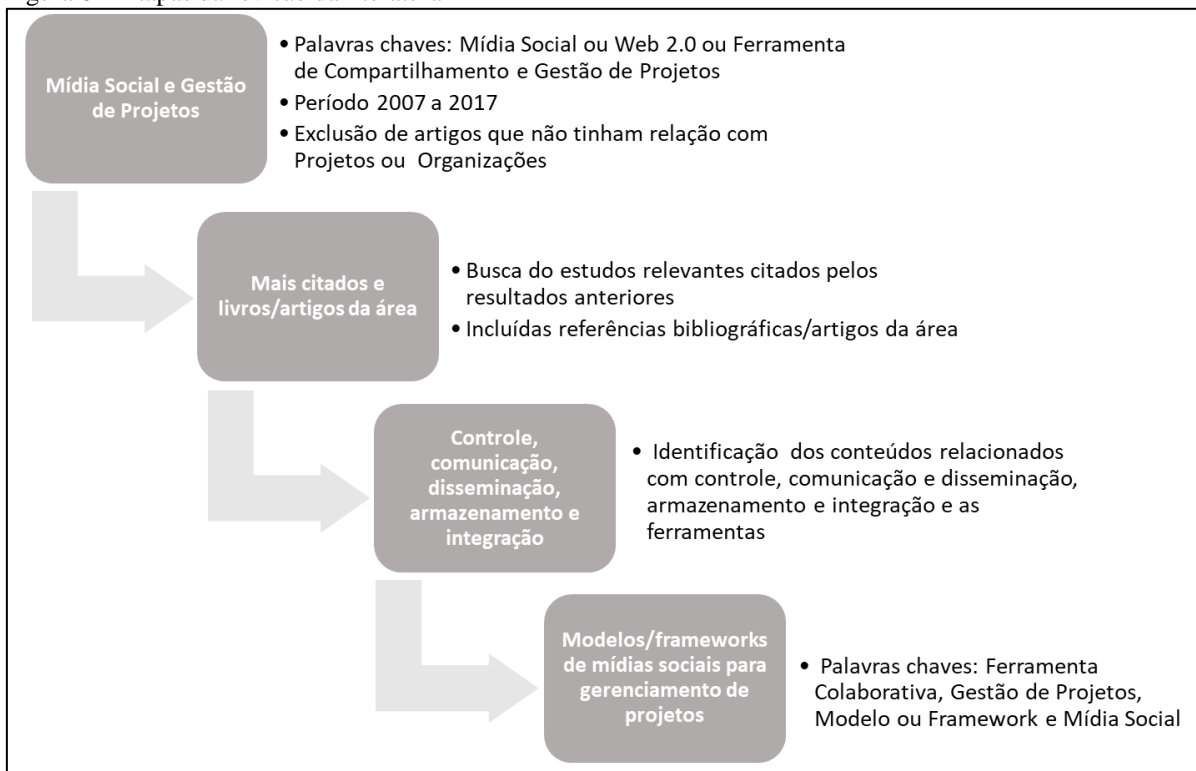 Mídia Social e Gestão
de Projetos
• Palavras chaves: Mídia Social ou Web 2.0 ou Ferramenta
de Compartilhamento e Gestão de Projetos
• Período 2007 a 2017
• Exclusão de artigos que não tinham relação com
Projetos ou Organizações
Mais citados e
livros/artigos da área
• Busca do estudos relevantes citados pelos
resultados anteriores
• Incluídas referências bibliográficas/artigos da área
Controle,
comunicação,
disseminação,
armazenamento e
integração
• Identificação dos conteúdos relacionados
com controle, comunicação e disseminação,
armazenamento e integração e as
ferramentas
Modelos/frameworks
de mídias sociais para
gerenciamento de
projetos
• Palavras chaves: Ferramenta
Colaborativa, Gestão de Projetos,
Modelo ou Framework e Mídia Social